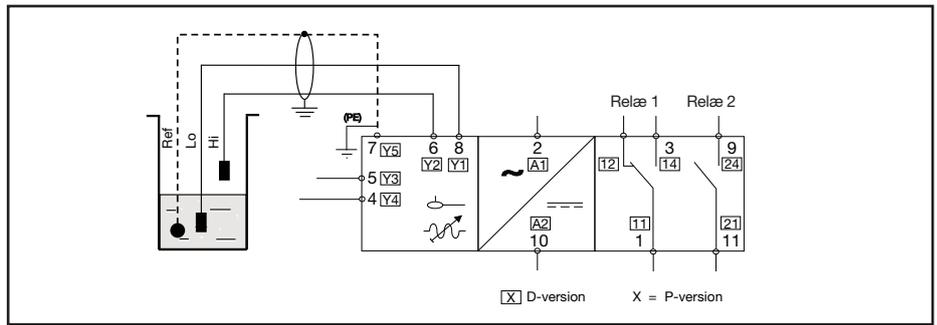 Relæ 1 Relæ 2
Ref
Lo
Hi
(PE)
7 Y5 6 8 2 3 9
Y2 Y1 A1 12 14 24
5 Y3
4 Y4
A2 11 21
10 1 11
X D-version X = P-version